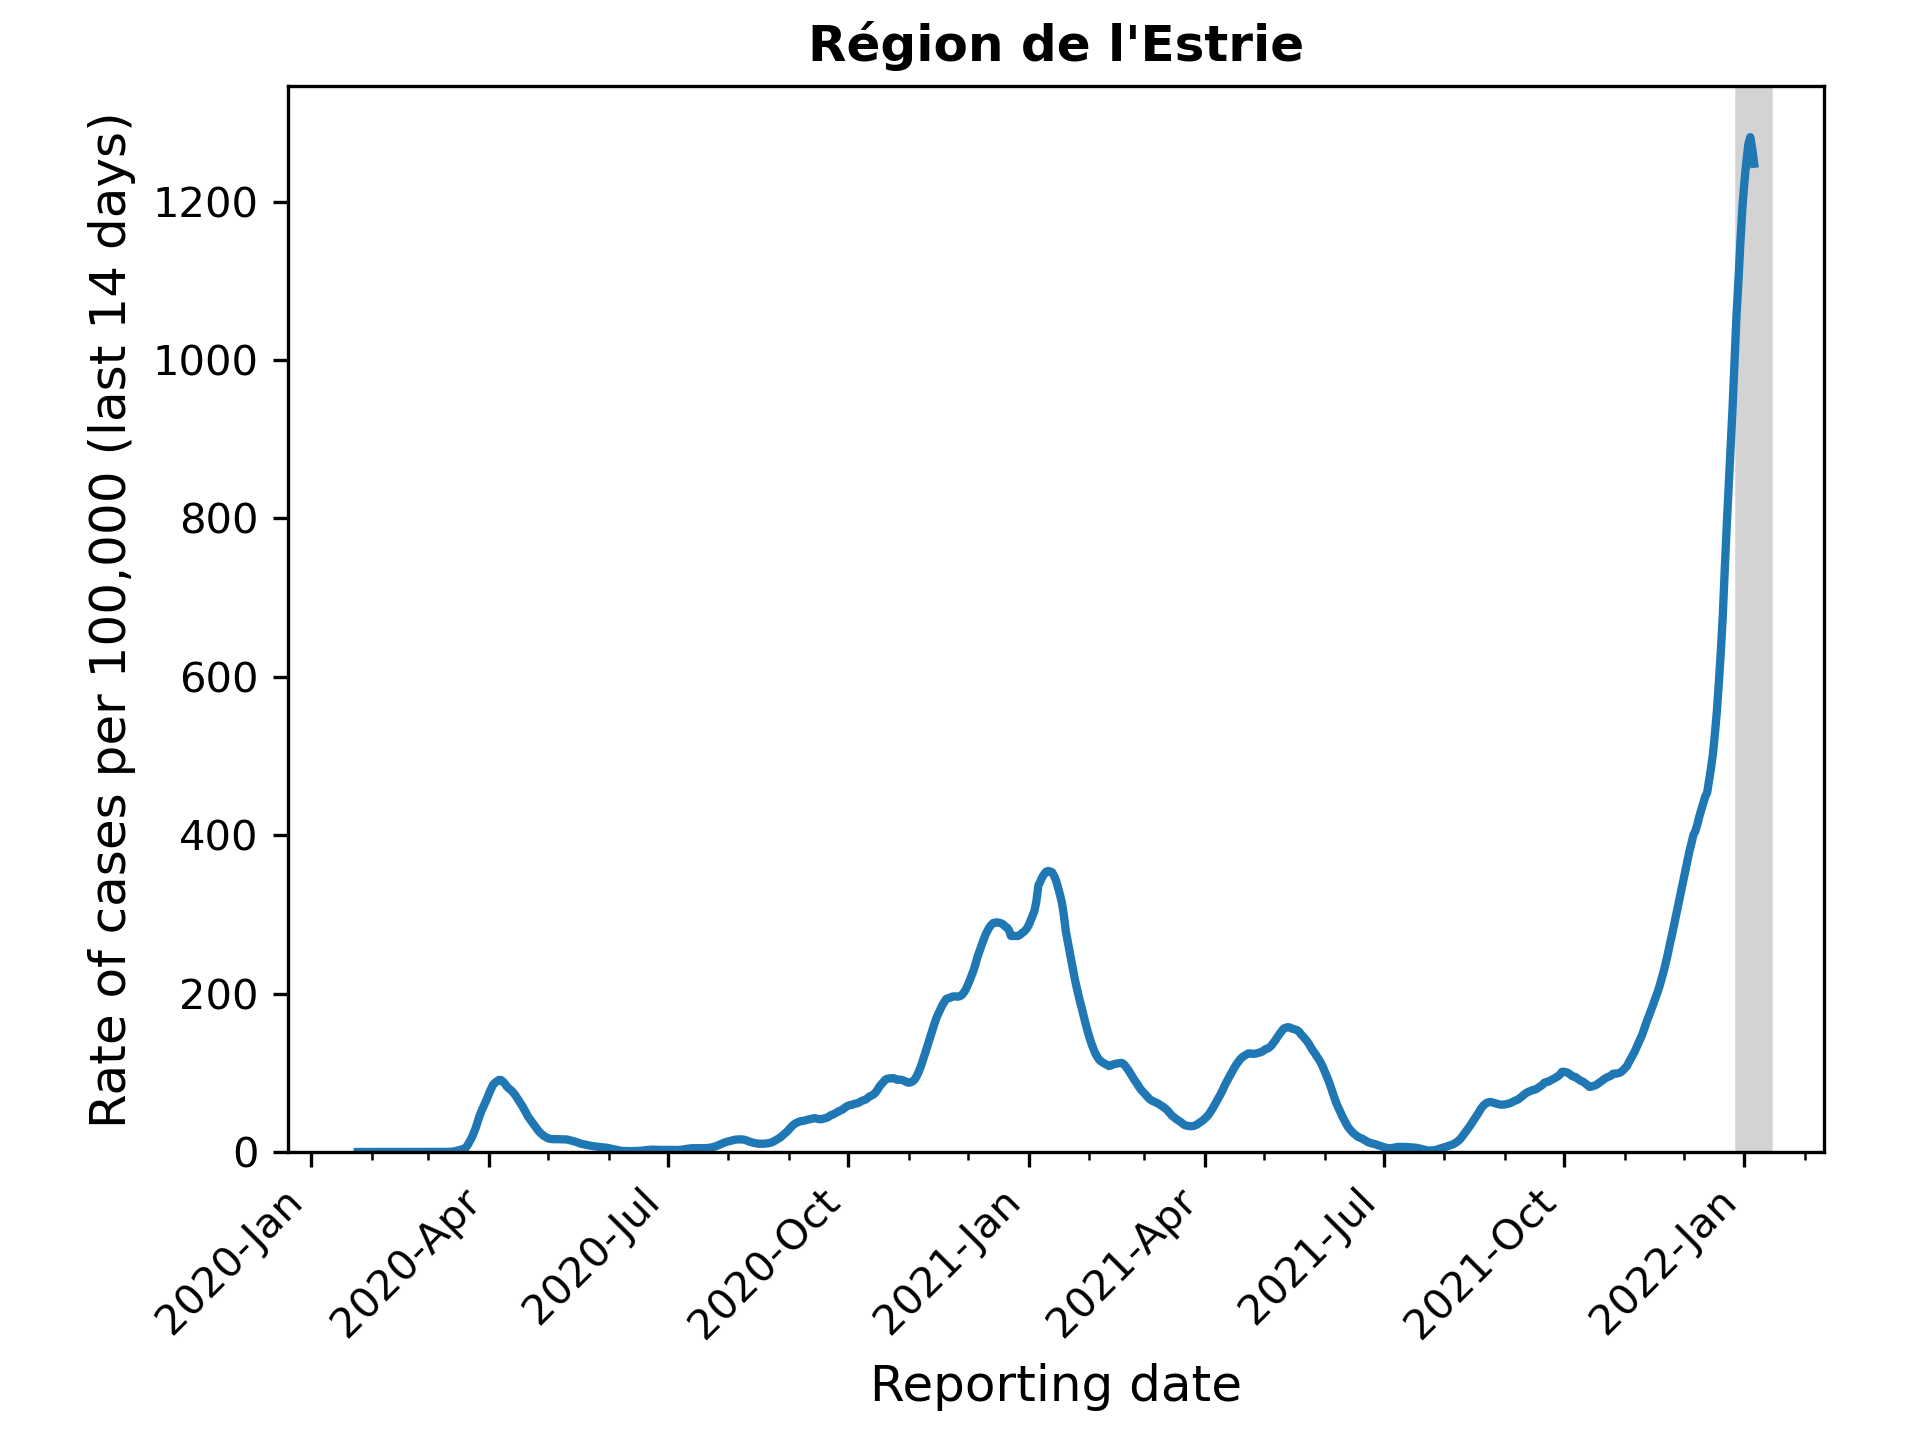 Région de l'Estrie
Rate of cases per 100,000 (last 14 days)
1200
1000
800
600
400
200
0
2020-Jan
2020-Apr
2020-Jul
2020-Oct
2021-Jan
2021-Apr
2021-Jul
2021-Oct
2022-Jan
Reporting date